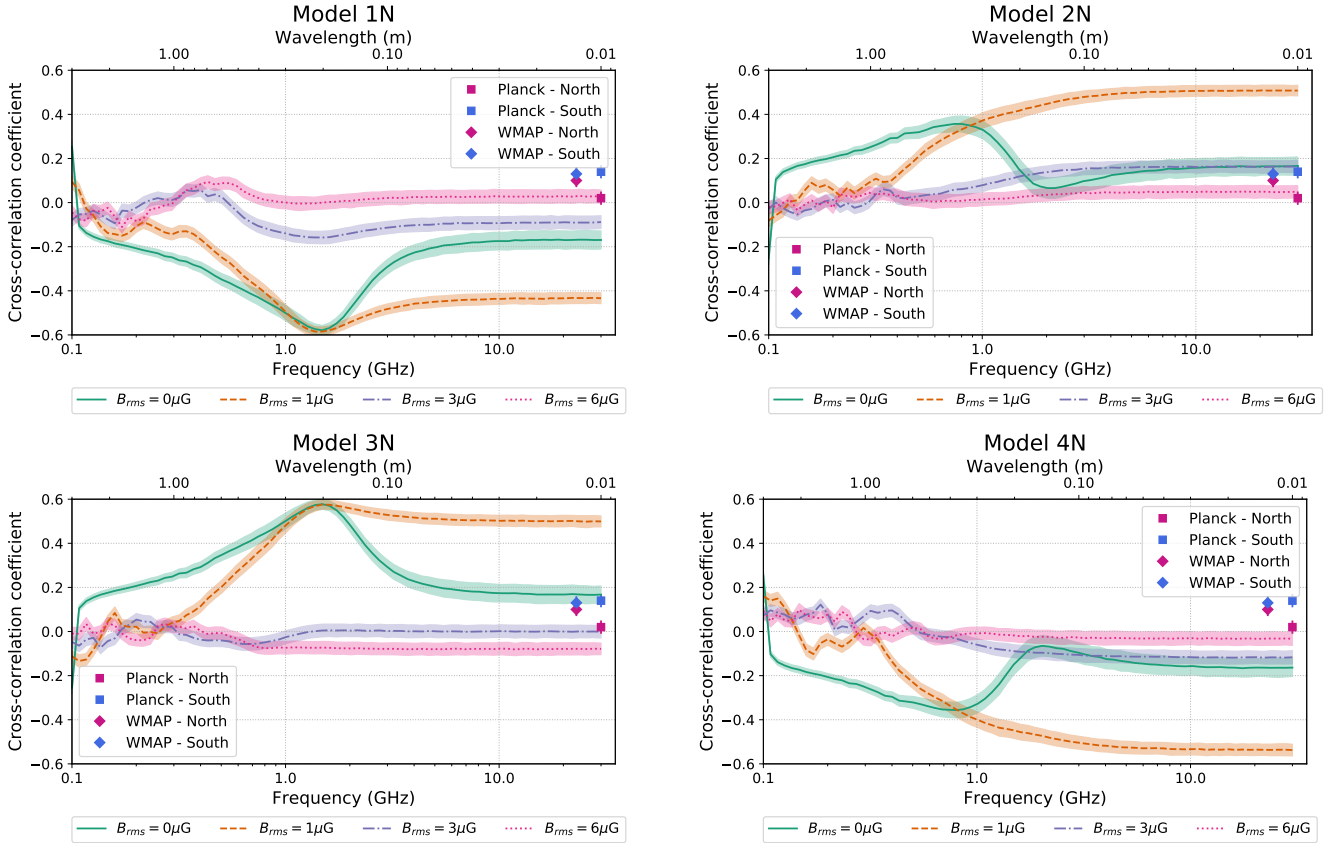 Model 1N
Wavelength (m)
1.00 0.10 0.01
Cross-correlation coefficient
0.6
0.4
0.2
0.0
−0.2
−0.4
−0.6
Planck - North
Planck - South
WMAP - North
WMAP - South
0.1 1.0 10.0
Frequency (GHz)
B_rms = 0μG B_rms = 1μG B_rms = 3μG B_rms = 6μG
Model 2N
Wavelength (m)
1.00 0.10 0.01
Cross-correlation coefficient
0.6
0.4
0.2
0.0
−0.2
−0.4
−0.6
Planck - North
Planck - South
WMAP - North
WMAP - South
0.1 1.0 10.0
Frequency (GHz)
B_rms = 0μG B_rms = 1μG B_rms = 3μG B_rms = 6μG
Model 3N
Wavelength (m)
1.00 0.10 0.01
Cross-correlation coefficient
0.6
0.4
0.2
0.0
−0.2
−0.4
−0.6
Planck - North
Planck - South
WMAP - North
WMAP - South
0.1 1.0 10.0
Frequency (GHz)
B_rms = 0μG B_rms = 1μG B_rms = 3μG B_rms = 6μG
Model 4N
Wavelength (m)
1.00 0.10 0.01
Cross-correlation coefficient
0.6
0.4
0.2
0.0
−0.2
−0.4
−0.6
Planck - North
Planck - South
WMAP - North
WMAP - South
0.1 1.0 10.0
Frequency (GHz)
B_rms = 0μG B_rms = 1μG B_rms = 3μG B_rms = 6μG